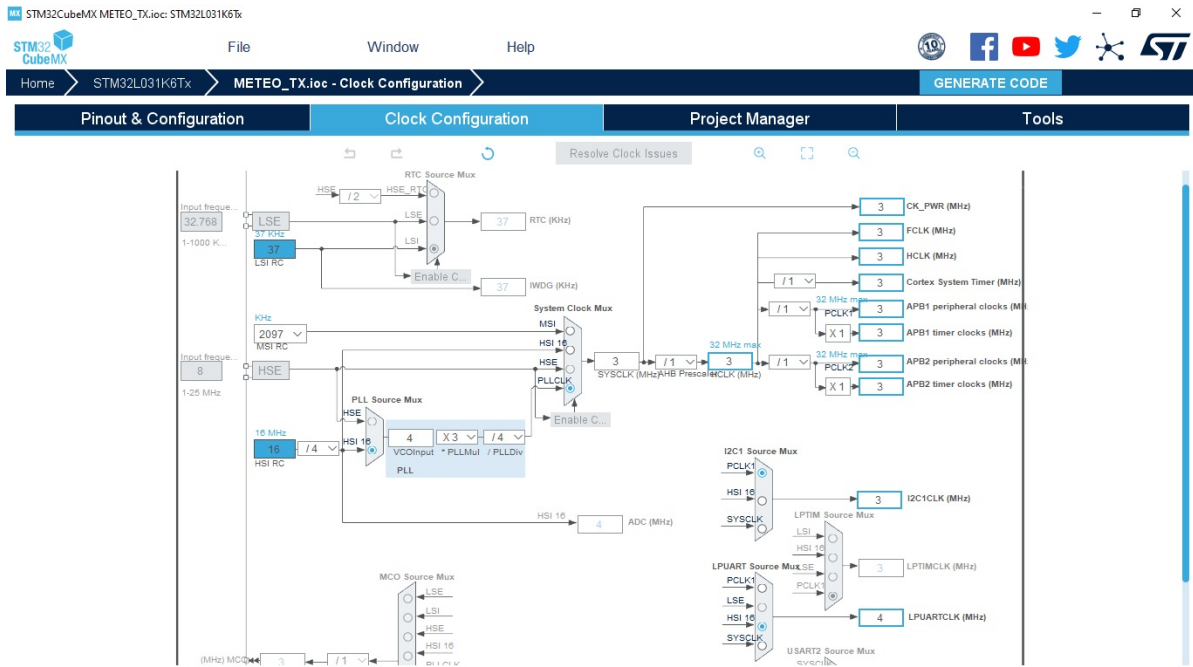 MX STM32CubeMX METEO_TX.ioc: STM32L031K6Tx
STM32 CubeMX
File Window Help
10
Home STM32L031K6Tx METEO_TX.ioc - Clock Configuration GENERATE CODE
Pinout & Configuration Clock Configuration Project Manager Tools
Resolve Clock Issues
RTC Source Mux
HSE / 2 HSE_RTC
Input freque...
32.768 LSE LSE 37 RTC (KHz)
1-1000 K...
37 KHz
37 LSI
LSI RC
Enable C...
37 IWDG (KHz)
3 CK_PWR (MHz)
3 FCLK (MHz)
3 HCLK (MHz)
/ 1 3 Cortex System Timer (MHz)
32 MHz max
/ 1 PCLK1 3 APB1 peripheral clocks (MH
X 1 3 APB1 timer clocks (MHz)
System Clock Mux
KHz
2097 MSI
MSI RC
HSI 16
Input freque...
8 HSE HSE
1-25 MHz
PLLCLK
3 / 1 32 MHz max 3 / 1 32 MHz max
SYSCLK (MHz) AHB Prescaler HCLK (MHz)
PCLK2 3 APB2 peripheral clocks (MH
X 1 3 APB2 timer clocks (MHz)
Enable C...
PLL Source Mux
HSE
16 MHz
16 / 4 HSI 16 4 X 3 / 4
HSI RC
VCOInput * PLLMul / PLLDiv
PLL
HSI 16 4 ADC (MHz)
I2C1 Source Mux
PCLK1
HSI 16 3 I2C1CLK (MHz)
SYSCLK
LPTIM Source Mux
LSI
HSI 16
LSE 3 LPTIMCLK (MHz)
PCLK1
LPUART Source Mux
PCLK1
LSE
HSI 16 4 LPUARTCLK (MHz)
SYSCLK
USART2 Source Mux
MCO Source Mux
LSE
LSI
HSE
HSI 16
(MHz) MCO 3 / 1